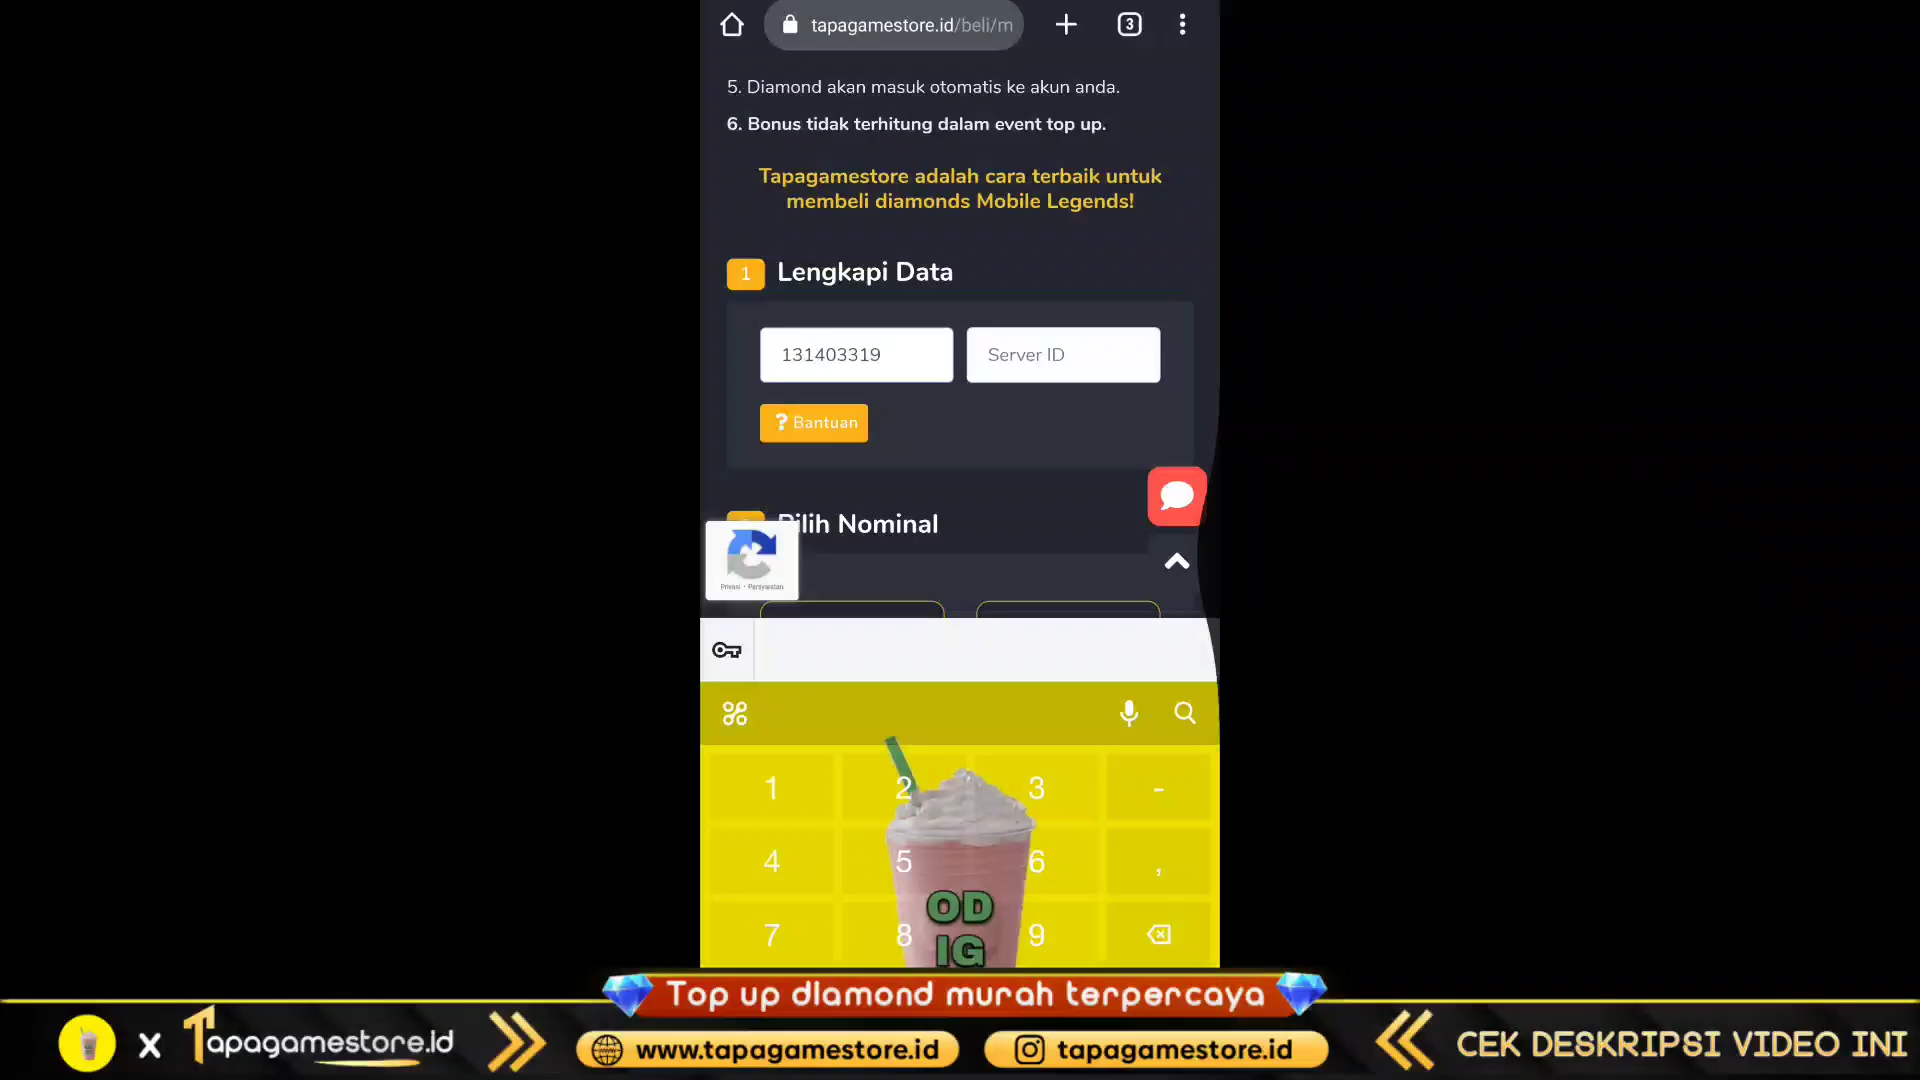 tapagamestore.id/beli/m
3
5. Diamond akan masuk otomatis ke akun anda.
6. Bonus tidak terhitung dalam event top up.
Tapagamestore adalah cara terbaik untuk
membeli diamonds Mobile Legends!
1 Lengkapi Data
131403319 Server ID
? Bantuan
Pilih Nominal
Privasi - Persyaratan
1 2 3 -
4 5 6 ,
7 8 9
OD
IG
Top up diamond murah terpercaya
x Tapagamestore.id
www.tapagamestore.id
tapagamestore.id
CEK DESKRIPSI VIDEO INI